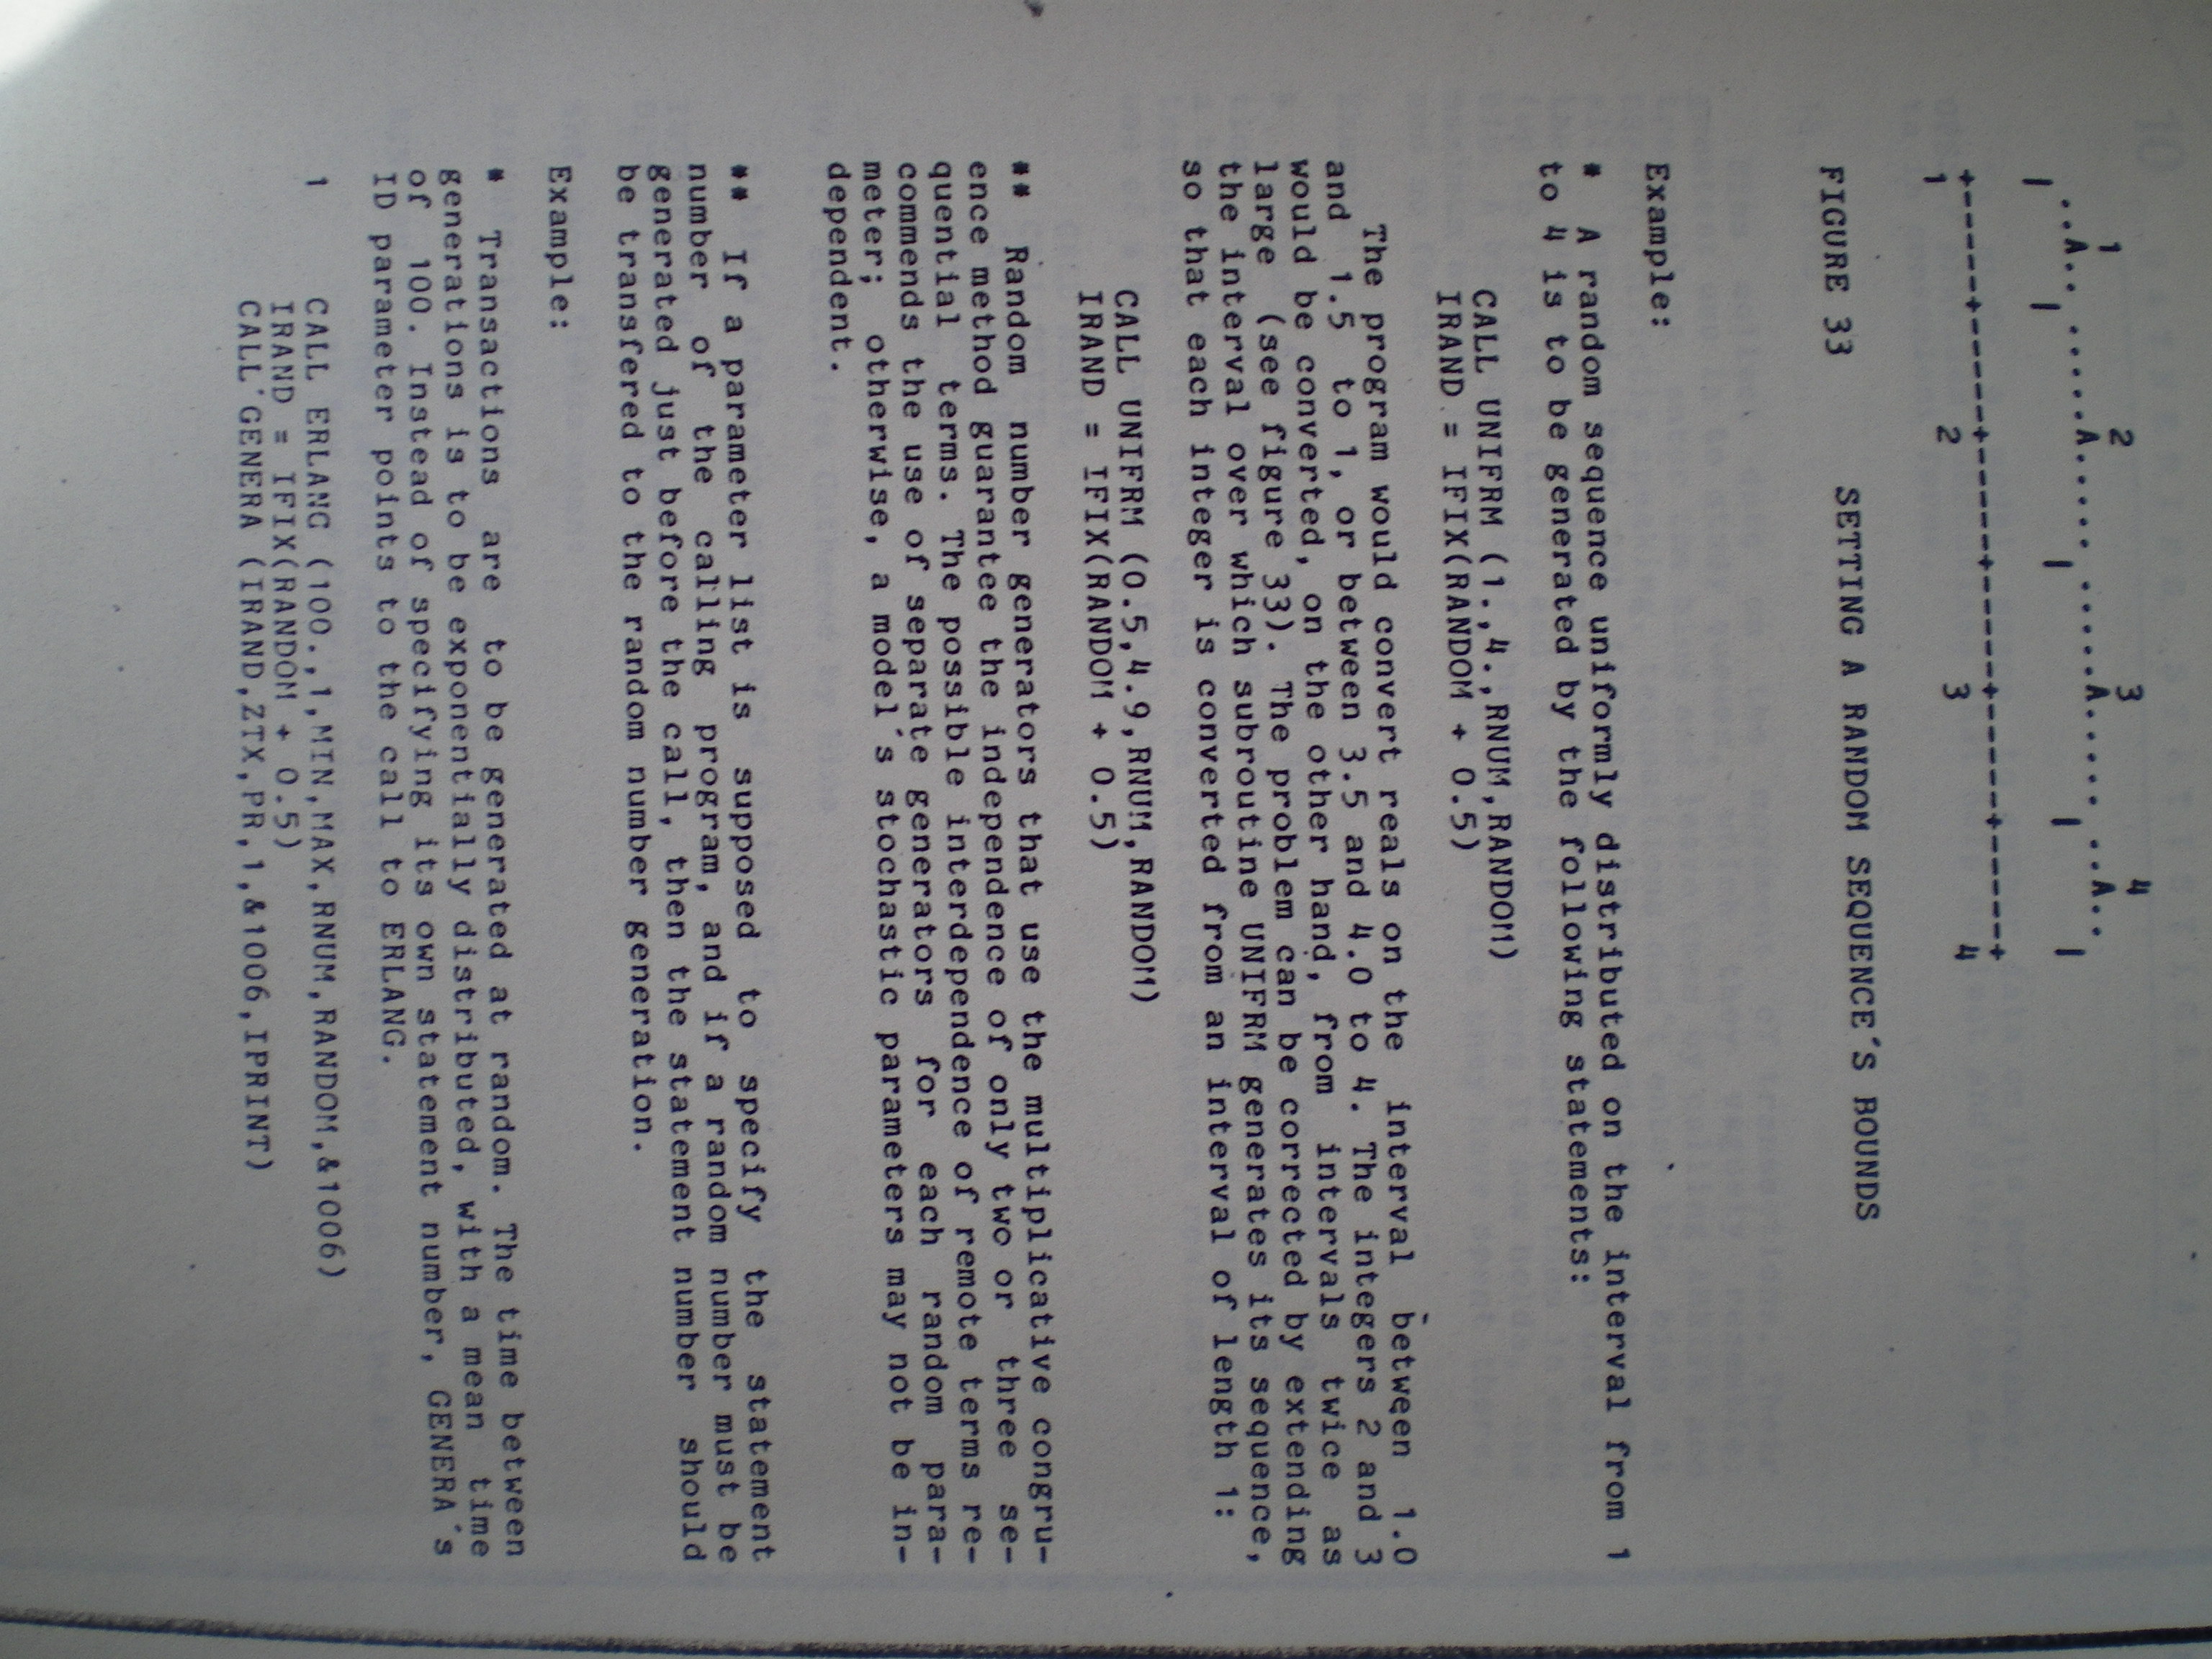 1 2 3 4
|..A..|.....A.....|.....A.....|..A..|
+-----+-----+-----+-----+-----+-----+
1 2 3 4
FIGURE 33 SETTING A RANDOM SEQUENCE´S BOUNDS
Example:
* A random sequence uniformly distributed on the interval from 1
to 4 is to be generated by the following statements:
CALL UNIFRM (1.,4.,RNUM,RANDOM)
IRAND = IFIX(RANDOM + 0.5)
The program would convert reals on the interval between 1.0
and 1.5 to 1, or between 3.5 and 4.0 to 4. The integers 2 and 3
would be converted, on the other hand, from intervals twice as
large (see figure 33). The problem can be corrected by extending
the interval over which subroutine UNIFRM generates its sequence,
so that each integer is converted from an interval of length 1:
CALL UNIFRM (0.5,4.9,RNUM,RANDOM)
IRAND = IFIX(RANDOM + 0.5)
** Random number generators that use the multiplicative congru-
ence method guarantee the independence of only two or three se-
quential terms. The possible interdependence of remote terms re-
commends the use of separate generators for each random para-
meter; otherwise, a model´s stochastic parameters may not be in-
dependent.
** If a parameter list is supposed to specify the statement
number of the calling program, and if a random number must be
generated just before the call, then the statement number should
be transfered to the random number generation.
Example:
* Transactions are to be generated at random. The time between
generations is to be exponentially distributed, with a mean time
of 100. Instead of specifying its own statement number, GENERA´s
ID parameter points to the call to ERLANG.
1 CALL ERLANG (100.,1,MIN,MAX,RNUM,RANDOM,&1006)
IRAND = IFIX(RANDOM + 0.5)
CALL GENERA (IRAND,ZTX,PR,1,&1006,IPRINT)